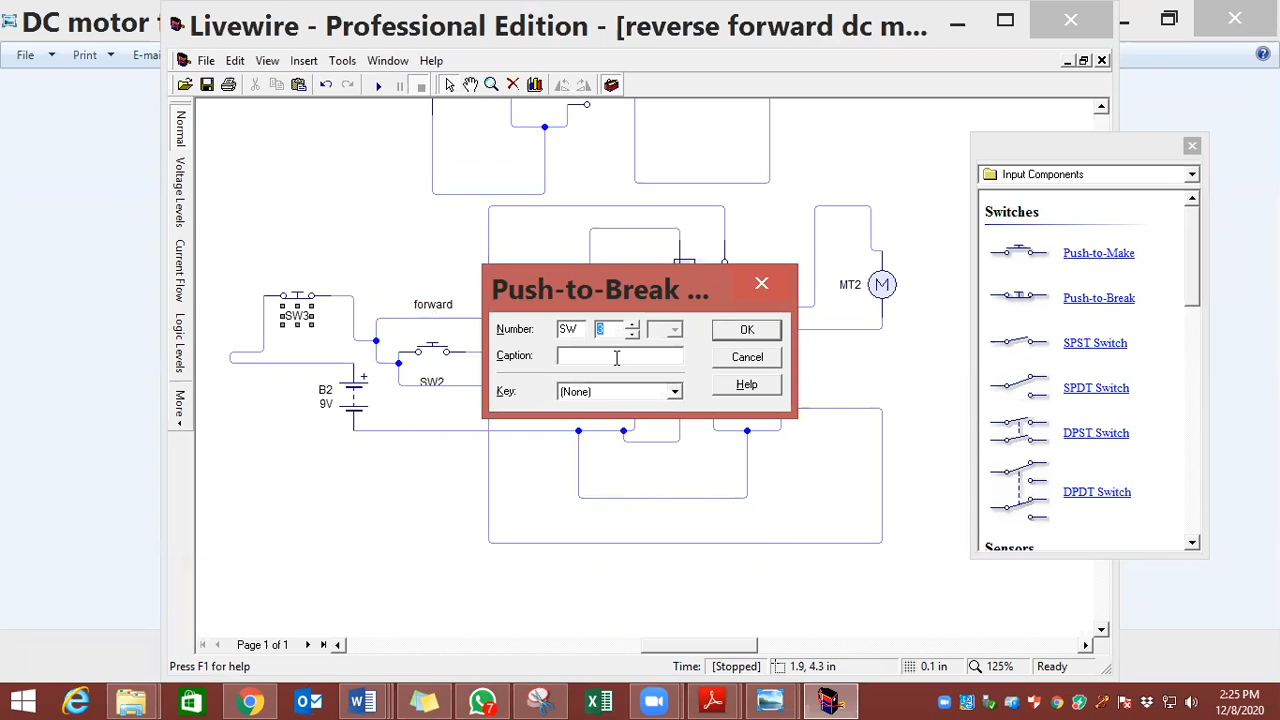 DC motor f
Livewire - Professional Edition - [reverse forward dc m...
File
Print
E-mai
File Edit View Insert Tools Window Help
Normal
Voltage Levels
Current Flow
Logic Levels
More
Input Components
Switches
Push-to-Make
Push-to-Break
SPST Switch
SPDT Switch
DPST Switch
DPDT Switch
Sensors
MT2
M
SW3
forward
SW2
B2
9V
+
Push-to-Break ...
Number: SW 3
OK
Caption:
Cancel
Key: (None)
Help
Page 1 of 1
Press F1 for help
Time: [Stopped]
1.9, 4.3 in
0.1 in
125%
Ready
7
2:25 PM
12/8/2020